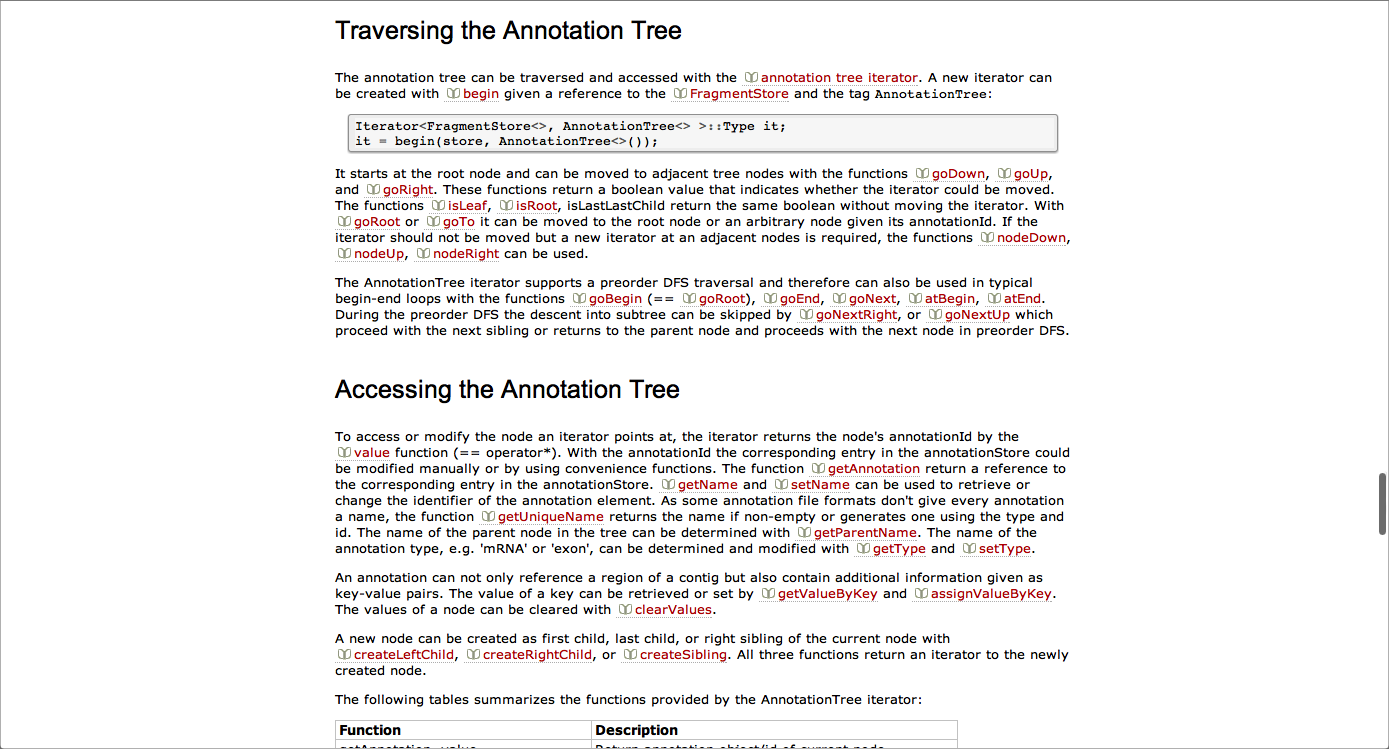 Traversing the Annotation Tree
The annotation tree can be traversed and accessed with the annotation tree iterator. A new iterator can
be created with begin given a reference to the FragmentStore and the tag AnnotationTree:
Iterator<FragmentStore<>, AnnotationTree<> >::Type it;
it = begin(store, AnnotationTree<>());
It starts at the root node and can be moved to adjacent tree nodes with the functions goDown, goUp,
and goRight. These functions return a boolean value that indicates whether the iterator could be moved.
The functions isLeaf, isRoot, isLastLastChild return the same boolean without moving the iterator. With
goRoot or goTo it can be moved to the root node or an arbitrary node given its annotationId. If the
iterator should not be moved but a new iterator at an adjacent nodes is required, the functions nodeDown,
nodeUp, nodeRight can be used.
The AnnotationTree iterator supports a preorder DFS traversal and therefore can also be used in typical
begin-end loops with the functions goBegin (== goRoot), goEnd, goNext, atBegin, atEnd.
During the preorder DFS the descent into subtree can be skipped by goNextRight, or goNextUp which
proceed with the next sibling or returns to the parent node and proceeds with the next node in preorder DFS.
Accessing the Annotation Tree
To access or modify the node an iterator points at, the iterator returns the node's annotationId by the
value function (== operator*). With the annotationId the corresponding entry in the annotationStore could
be modified manually or by using convenience functions. The function getAnnotation return a reference to
the corresponding entry in the annotationStore. getName and setName can be used to retrieve or
change the identifier of the annotation element. As some annotation file formats don't give every annotation
a name, the function getUniqueName returns the name if non-empty or generates one using the type and
id. The name of the parent node in the tree can be determined with getParentName. The name of the
annotation type, e.g. 'mRNA' or 'exon', can be determined and modified with getType and setType.
An annotation can not only reference a region of a contig but also contain additional information given as
key-value pairs. The value of a key can be retrieved or set by getValueByKey and assignValueByKey.
The values of a node can be cleared with clearValues.
A new node can be created as first child, last child, or right sibling of the current node with
createLeftChild, createRightChild, or createSibling. All three functions return an iterator to the newly
created node.
The following tables summarizes the functions provided by the AnnotationTree iterator:
Function Description
getAnnotation, value Return annotation object/id of current node